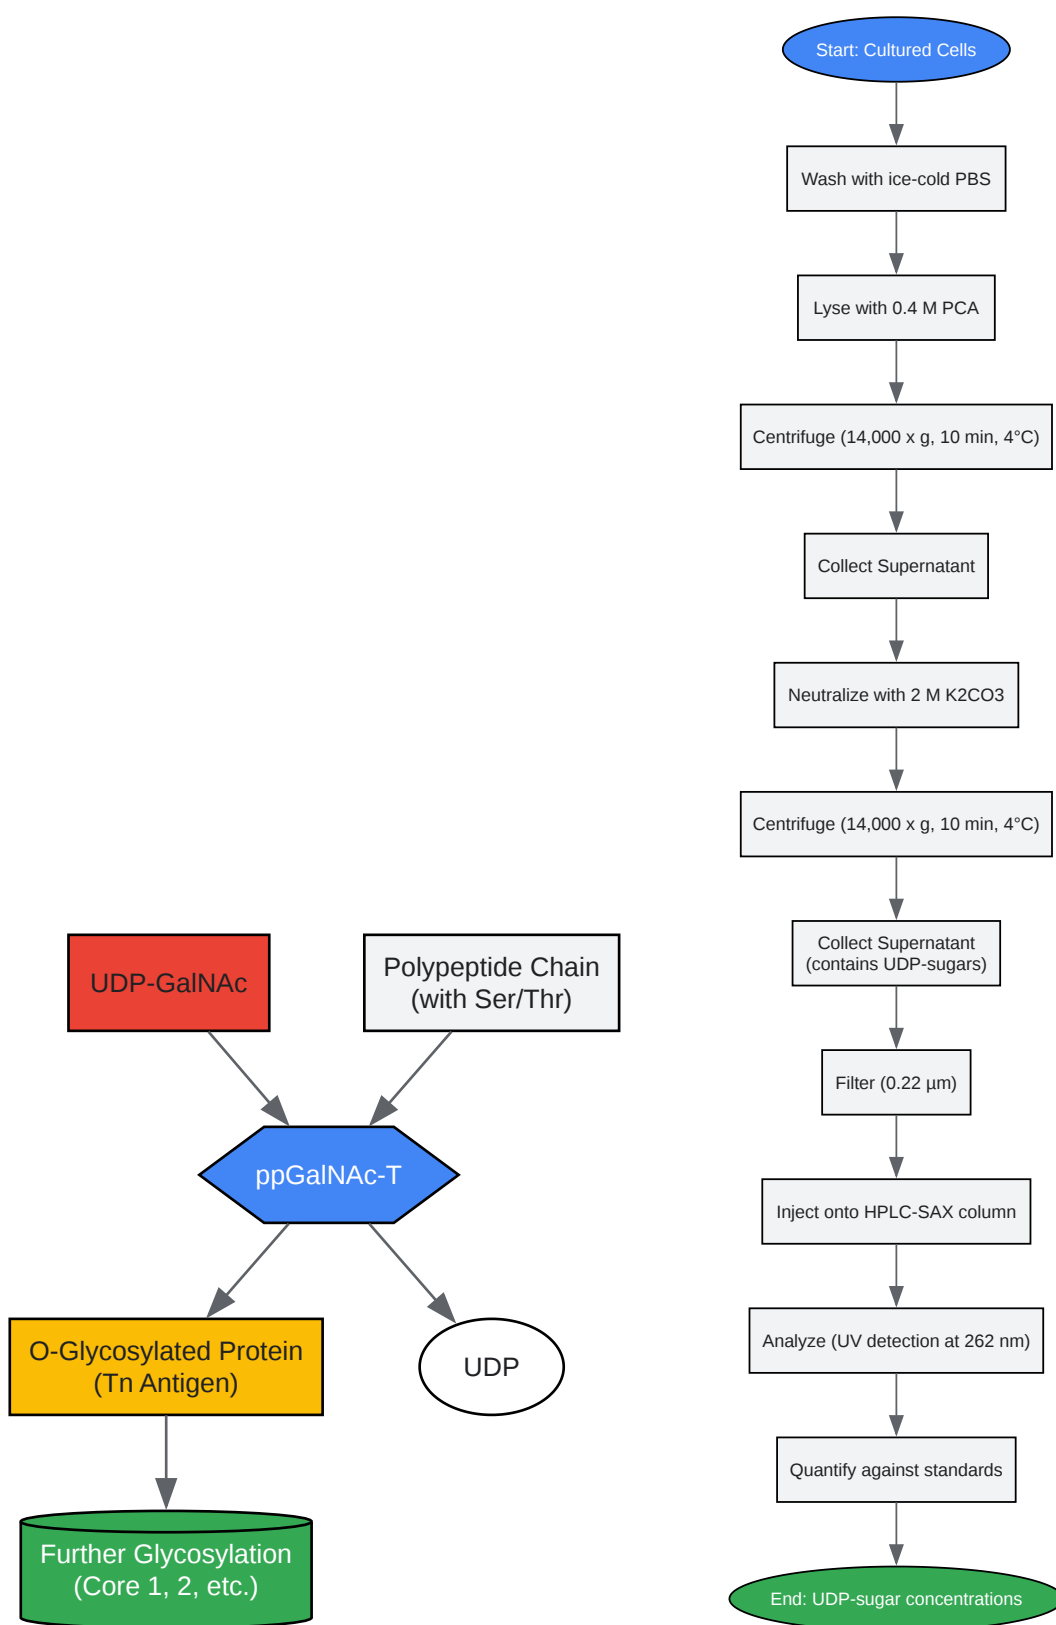 UDP-GalNAc
Polypeptide Chain
(with Ser/Thr)
ppGalNAc-T
O-Glycosylated Protein
(Tn Antigen)
UDP
Further Glycosylation
(Core 1, 2, etc.)
Start: Cultured Cells
Wash with ice-cold PBS
Lyse with 0.4 M PCA
Centrifuge (14,000 x g, 10 min, 4°C)
Collect Supernatant
Neutralize with 2 M K2CO3
Centrifuge (14,000 x g, 10 min, 4°C)
Collect Supernatant
(contains UDP-sugars)
Filter (0.22 µm)
Inject onto HPLC-SAX column
Analyze (UV detection at 262 nm)
Quantify against standards
End: UDP-sugar concentrations